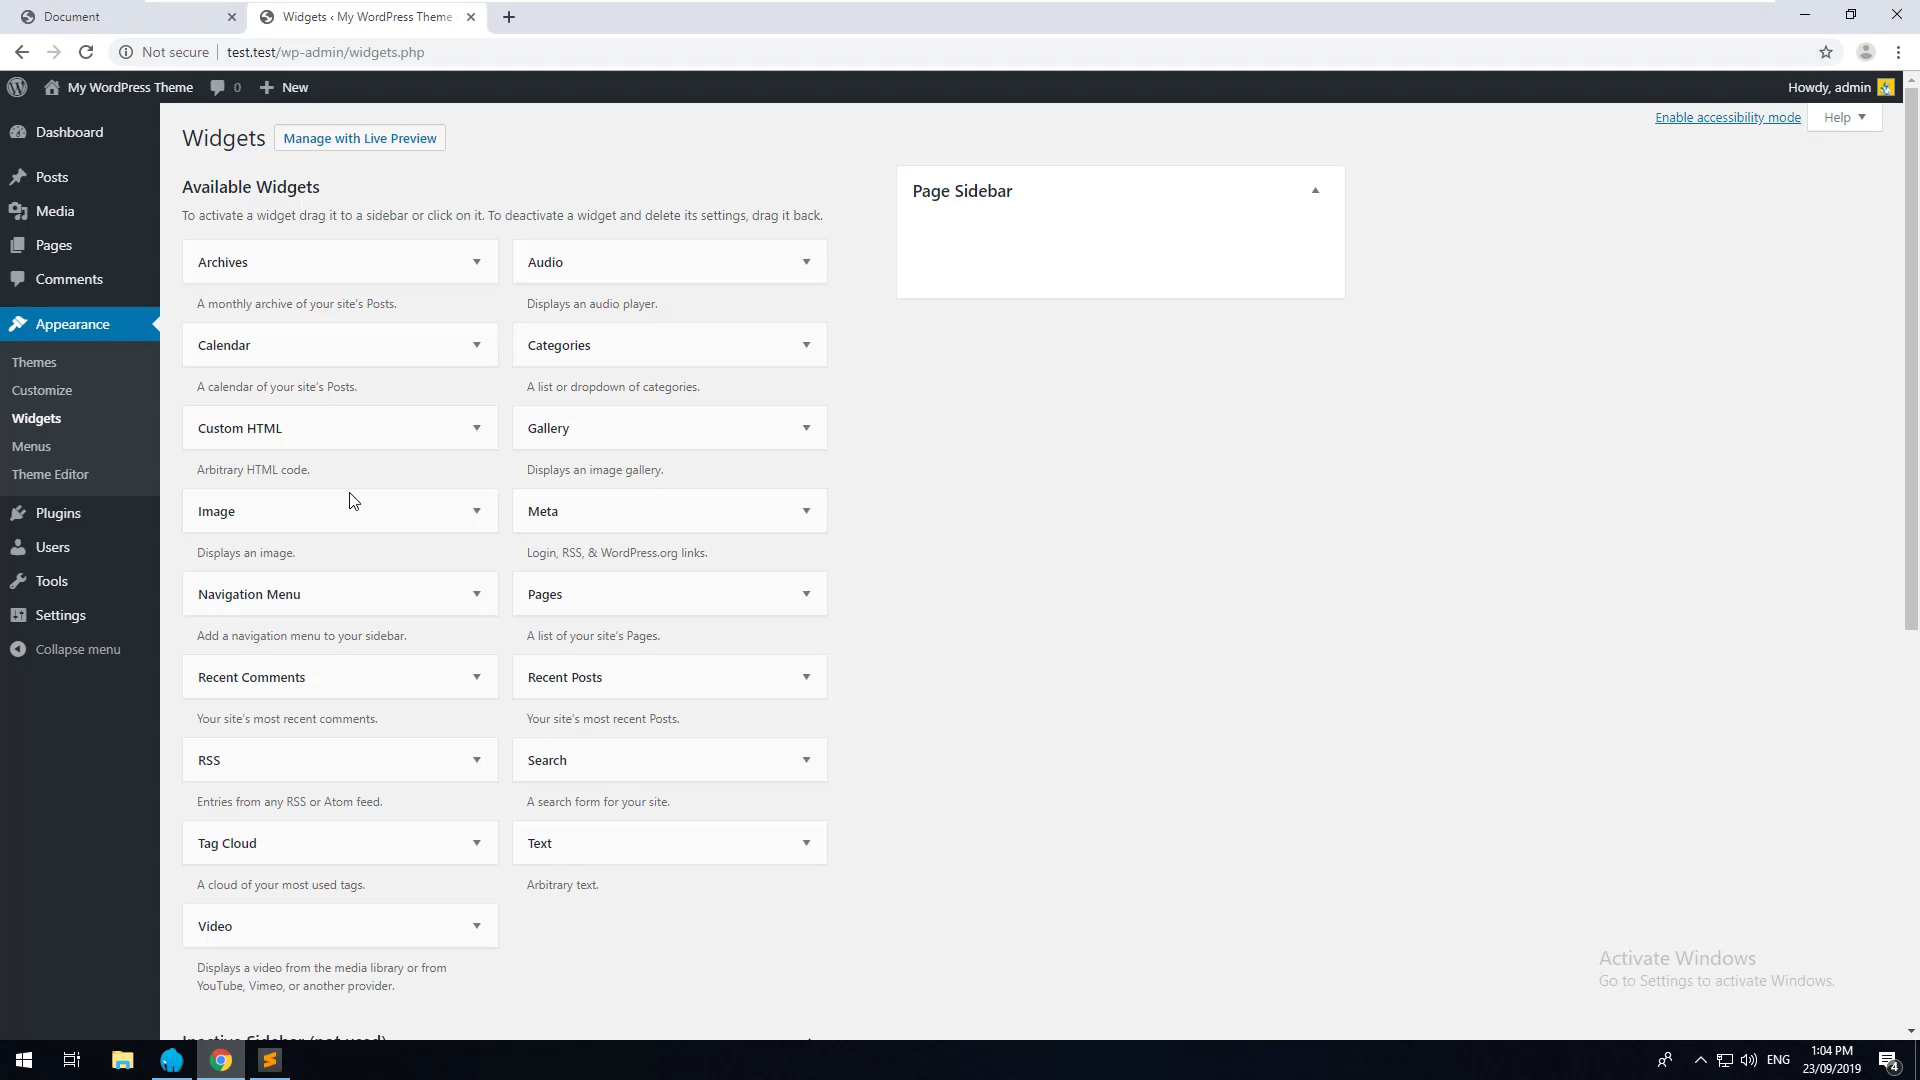 Document
Widgets ‹ My WordPress Theme
Not secure
test.test/wp-admin/widgets.php
My WordPress Theme
0
New
Howdy, admin
Dashboard
Posts
Media
Pages
Comments
Appearance
Themes
Customize
Widgets
Menus
Theme Editor
Plugins
Users
Tools
Settings
Collapse menu
Enable accessibility mode
Help
Widgets
Manage with Live Preview
Available Widgets
To activate a widget drag it to a sidebar or click on it. To deactivate a widget and delete its settings, drag it back.
Archives
A monthly archive of your site's Posts.
Audio
Displays an audio player.
Calendar
A calendar of your site's Posts.
Categories
A list or dropdown of categories.
Custom HTML
Arbitrary HTML code.
Gallery
Displays an image gallery.
Image
Displays an image.
Meta
Login, RSS, & WordPress.org links.
Navigation Menu
Add a navigation menu to your sidebar.
Pages
A list of your site's Pages.
Recent Comments
Your site's most recent comments.
Recent Posts
Your site's most recent Posts.
RSS
Entries from any RSS or Atom feed.
Search
A search form for your site.
Tag Cloud
A cloud of your most used tags.
Text
Arbitrary text.
Video
Displays a video from the media library or from
YouTube, Vimeo, or another provider.
Inactive Sidebar (not used)
Page Sidebar
Activate Windows
Go to Settings to activate Windows.
ENG
1:04 PM
23/09/2019
4